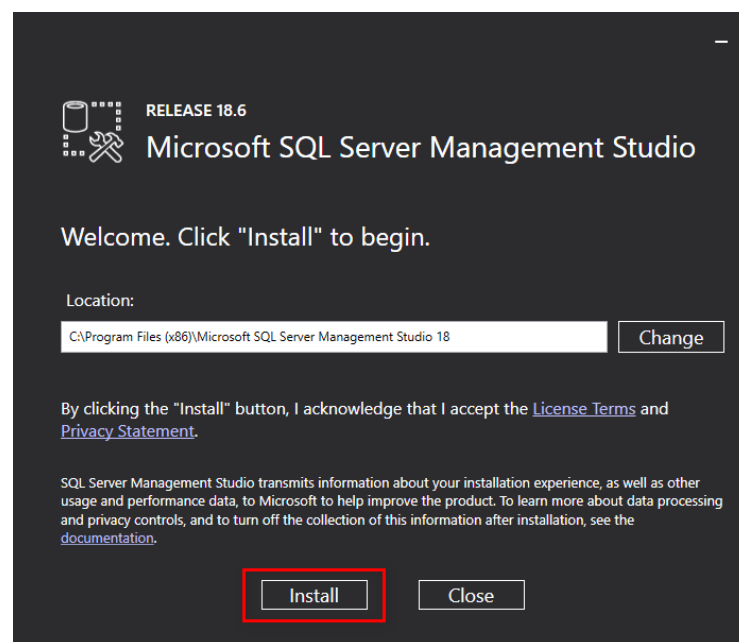 RELEASE 18.6
Microsoft SQL Server Management Studio
Welcome. Click "Install" to begin.
Location:
C:\Program Files (x86)\Microsoft SQL Server Management Studio 18
Change
By clicking the "Install" button, I acknowledge that I accept the License Terms and
Privacy Statement.
SQL Server Management Studio transmits information about your installation experience, as well as other
usage and performance data, to Microsoft to help improve the product. To learn more about data processing
and privacy controls, and to turn off the collection of this information after installation, see the
documentation.
Install
Close